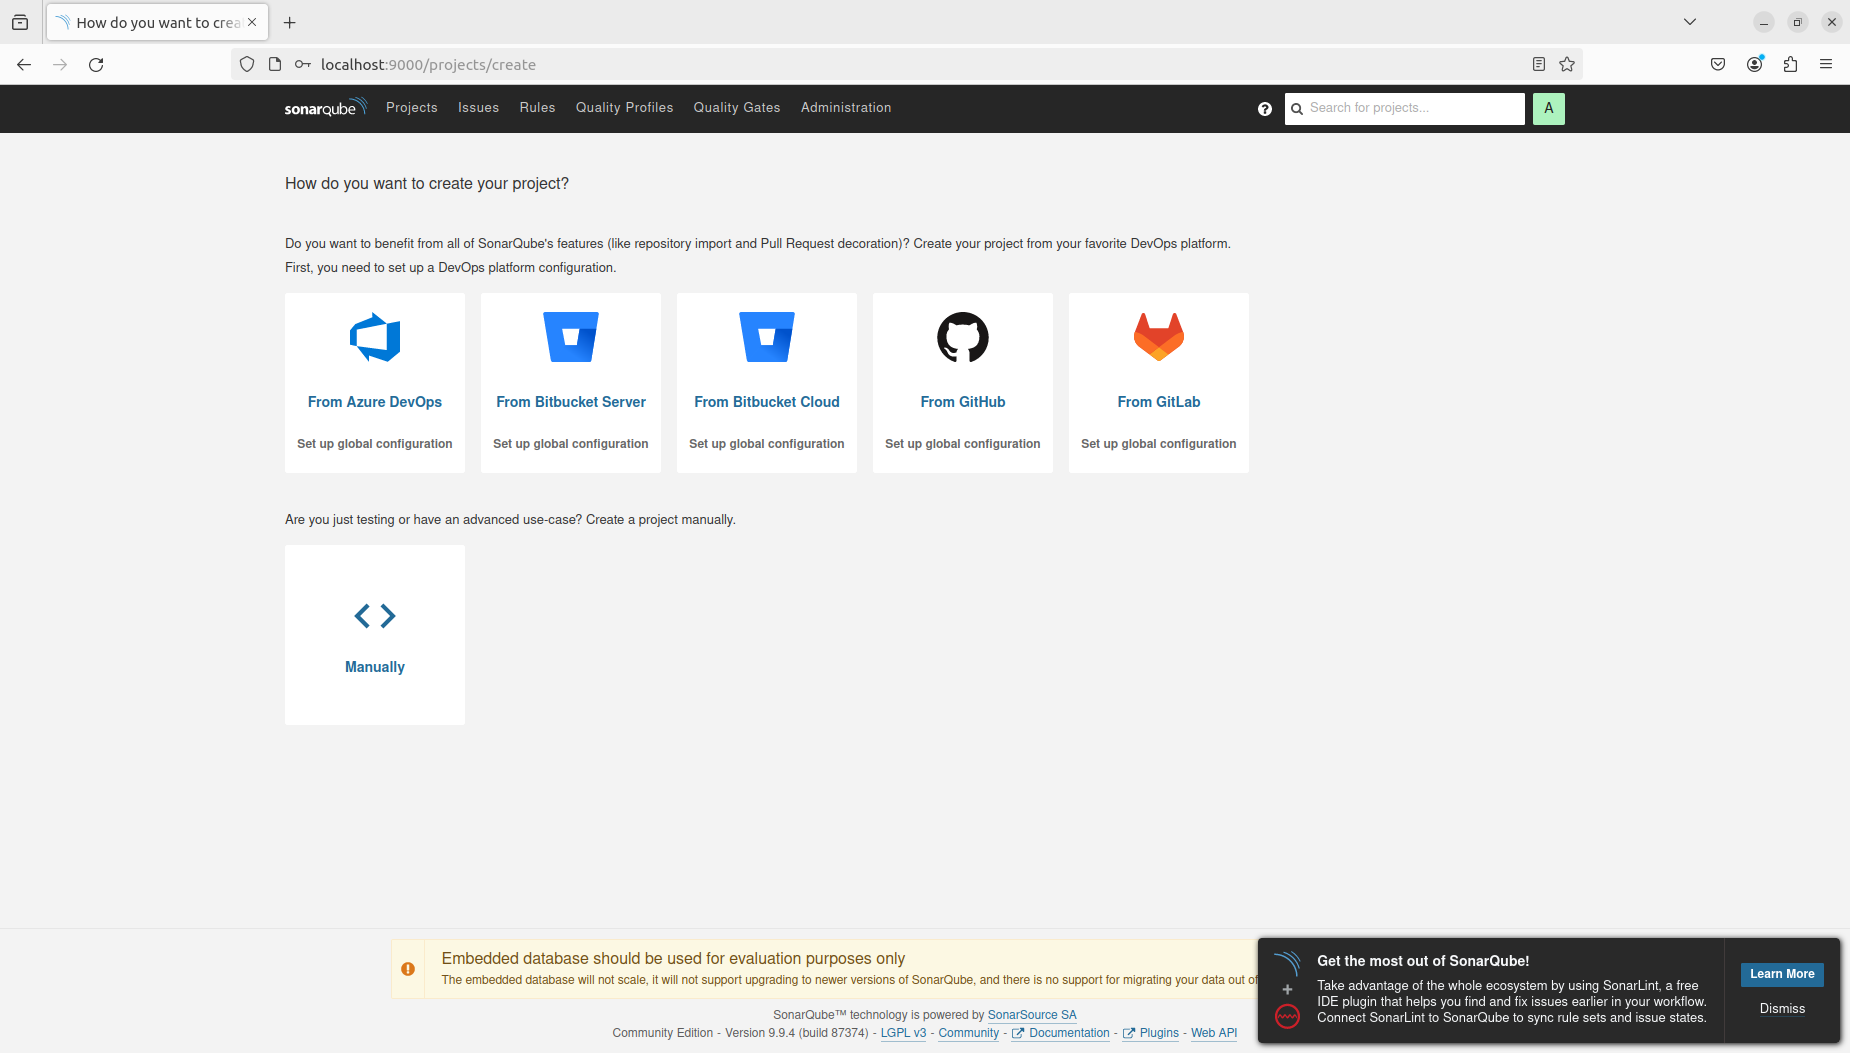 How do you want to crea
localhost:9000/projects/create
sonarqube Projects Issues Rules Quality Profiles Quality Gates Administration ? Search for projects... A
How do you want to create your project?
Do you want to benefit from all of SonarQube's features (like repository import and Pull Request decoration)? Create your project from your favorite DevOps platform.
First, you need to set up a DevOps platform configuration.
From Azure DevOps From Bitbucket Server From Bitbucket Cloud From GitHub From GitLab
Set up global configuration Set up global configuration Set up global configuration Set up global configuration Set up global configuration
Are you just testing or have an advanced use-case? Create a project manually.
Manually
Embedded database should be used for evaluation purposes only
The embedded database will not scale, it will not support upgrading to newer versions of SonarQube, and there is no support for migrating your data out of
SonarQube™ technology is powered by SonarSource SA
Community Edition - Version 9.9.4 (build 87374) - LGPL v3 - Community - Documentation - Plugins - Web API
Get the most out of SonarQube!
Take advantage of the whole ecosystem by using SonarLint, a free
IDE plugin that helps you find and fix issues earlier in your workflow.
Connect SonarLint to SonarQube to sync rule sets and issue states.
Learn More
Dismiss